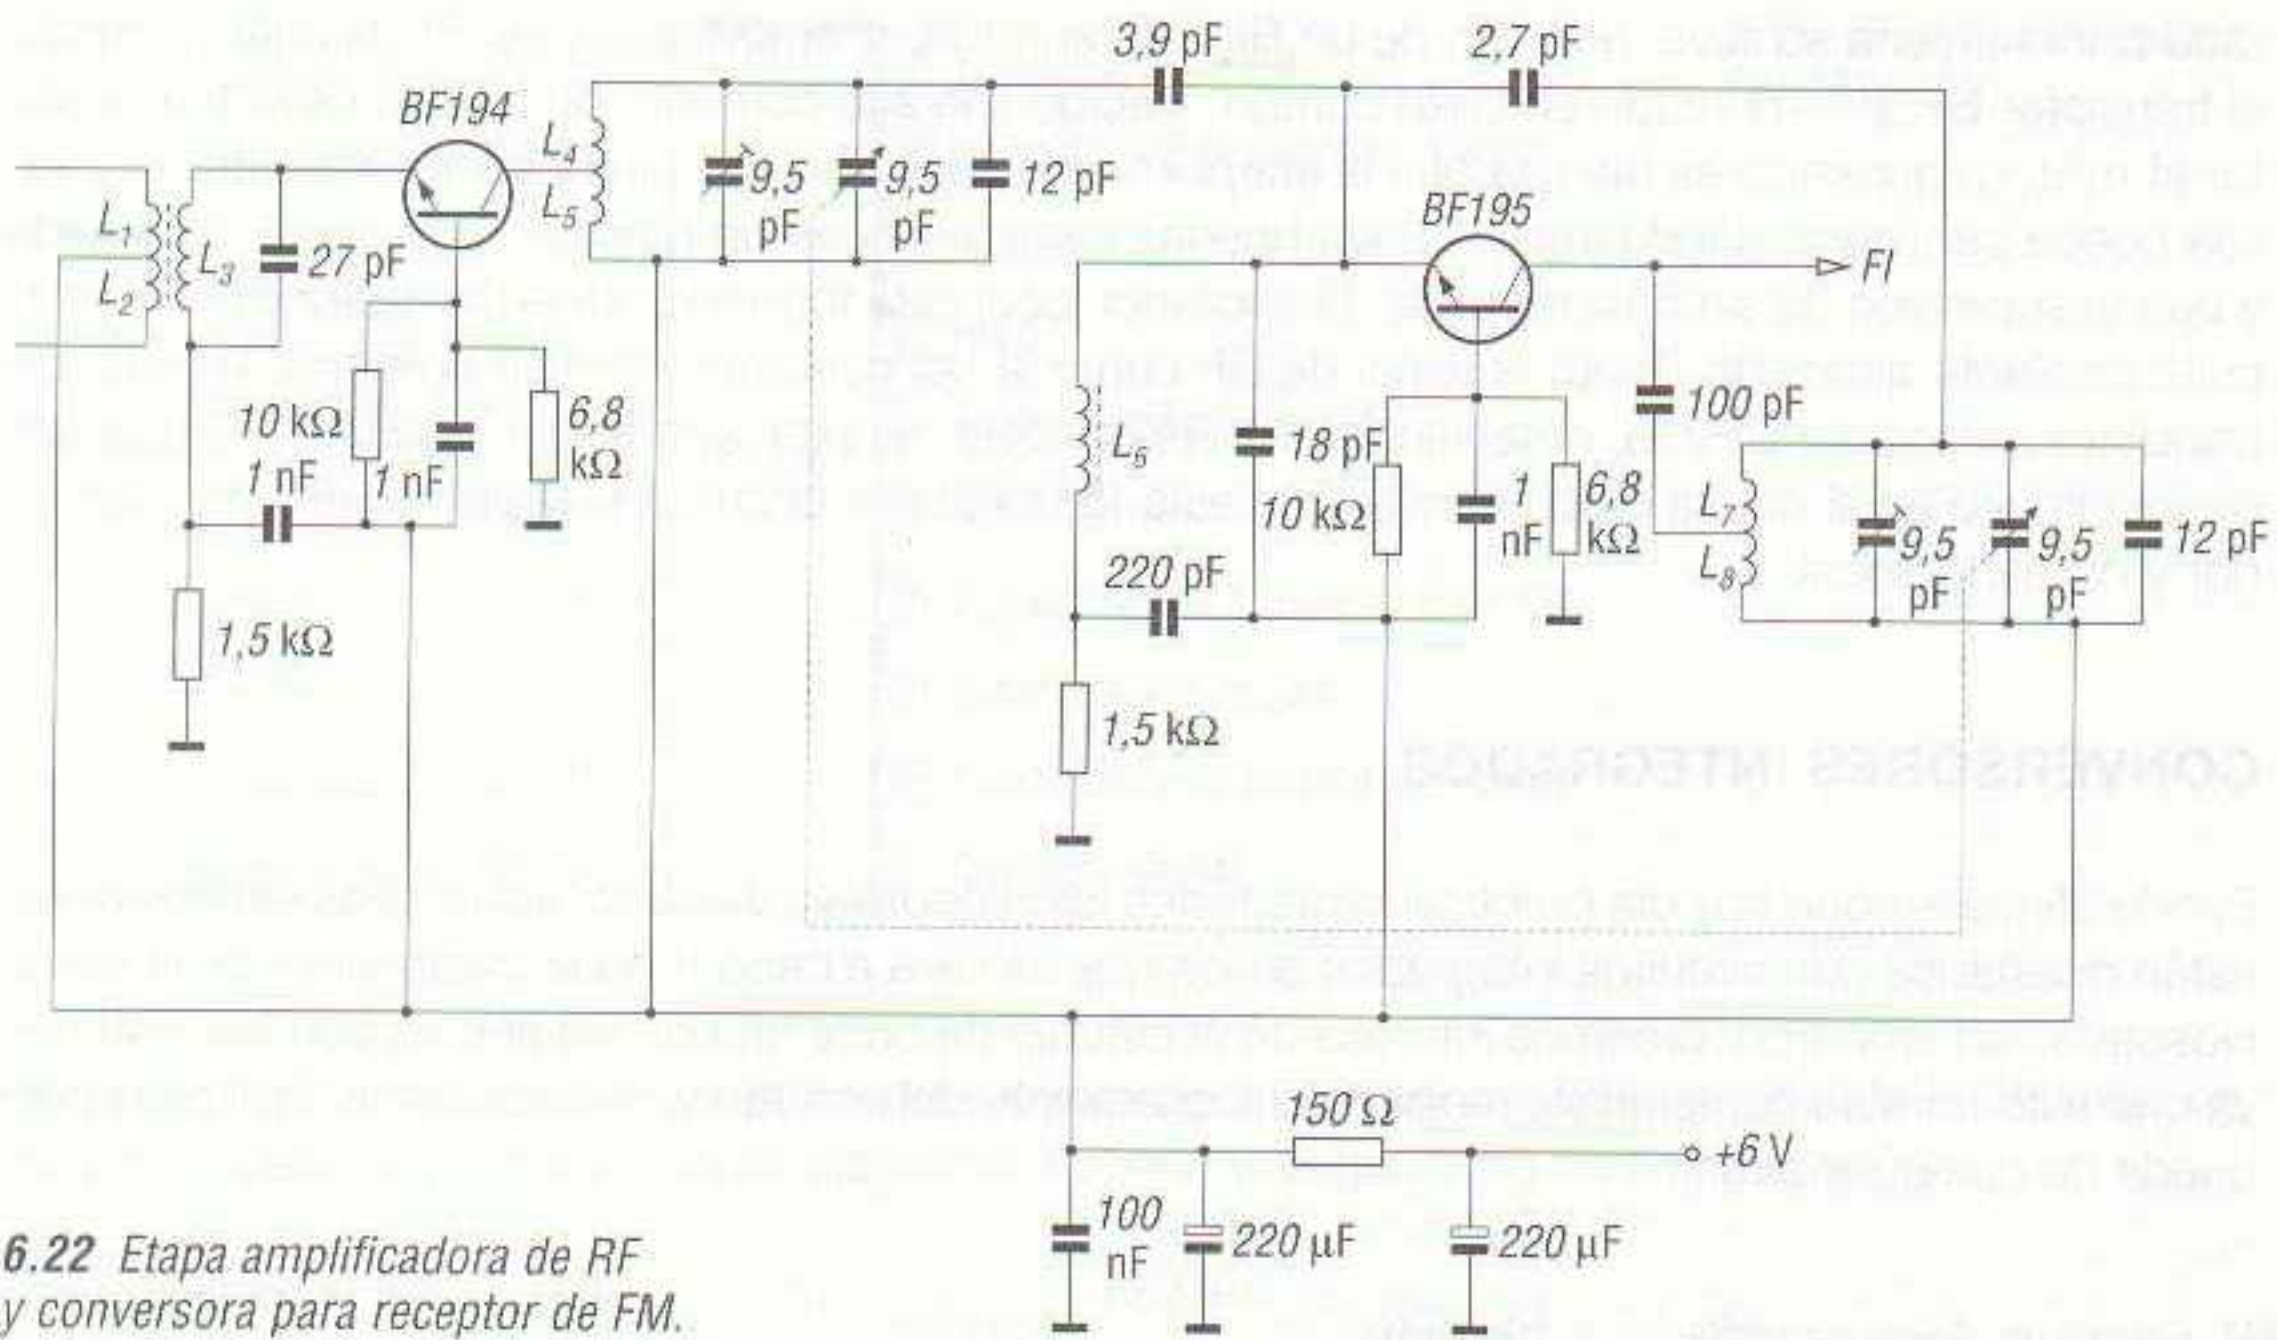 3,9 pF
2,7 pF
BF194
L4
L5
9,5 pF
9,5 pF
12 pF
L1
L2
L3
27 pF
BF195
FI
10 kΩ
1 nF
1 nF
6,8 kΩ
L6
18 pF
10 kΩ
1 nF
6,8 kΩ
100 pF
L7
L8
9,5 pF
9,5 pF
12 pF
220 pF
1,5 kΩ
1,5 kΩ
150 Ω
+6 V
100 nF
220 µF
220 µF
6.22 Etapa amplificadora de RF
y conversora para receptor de FM.